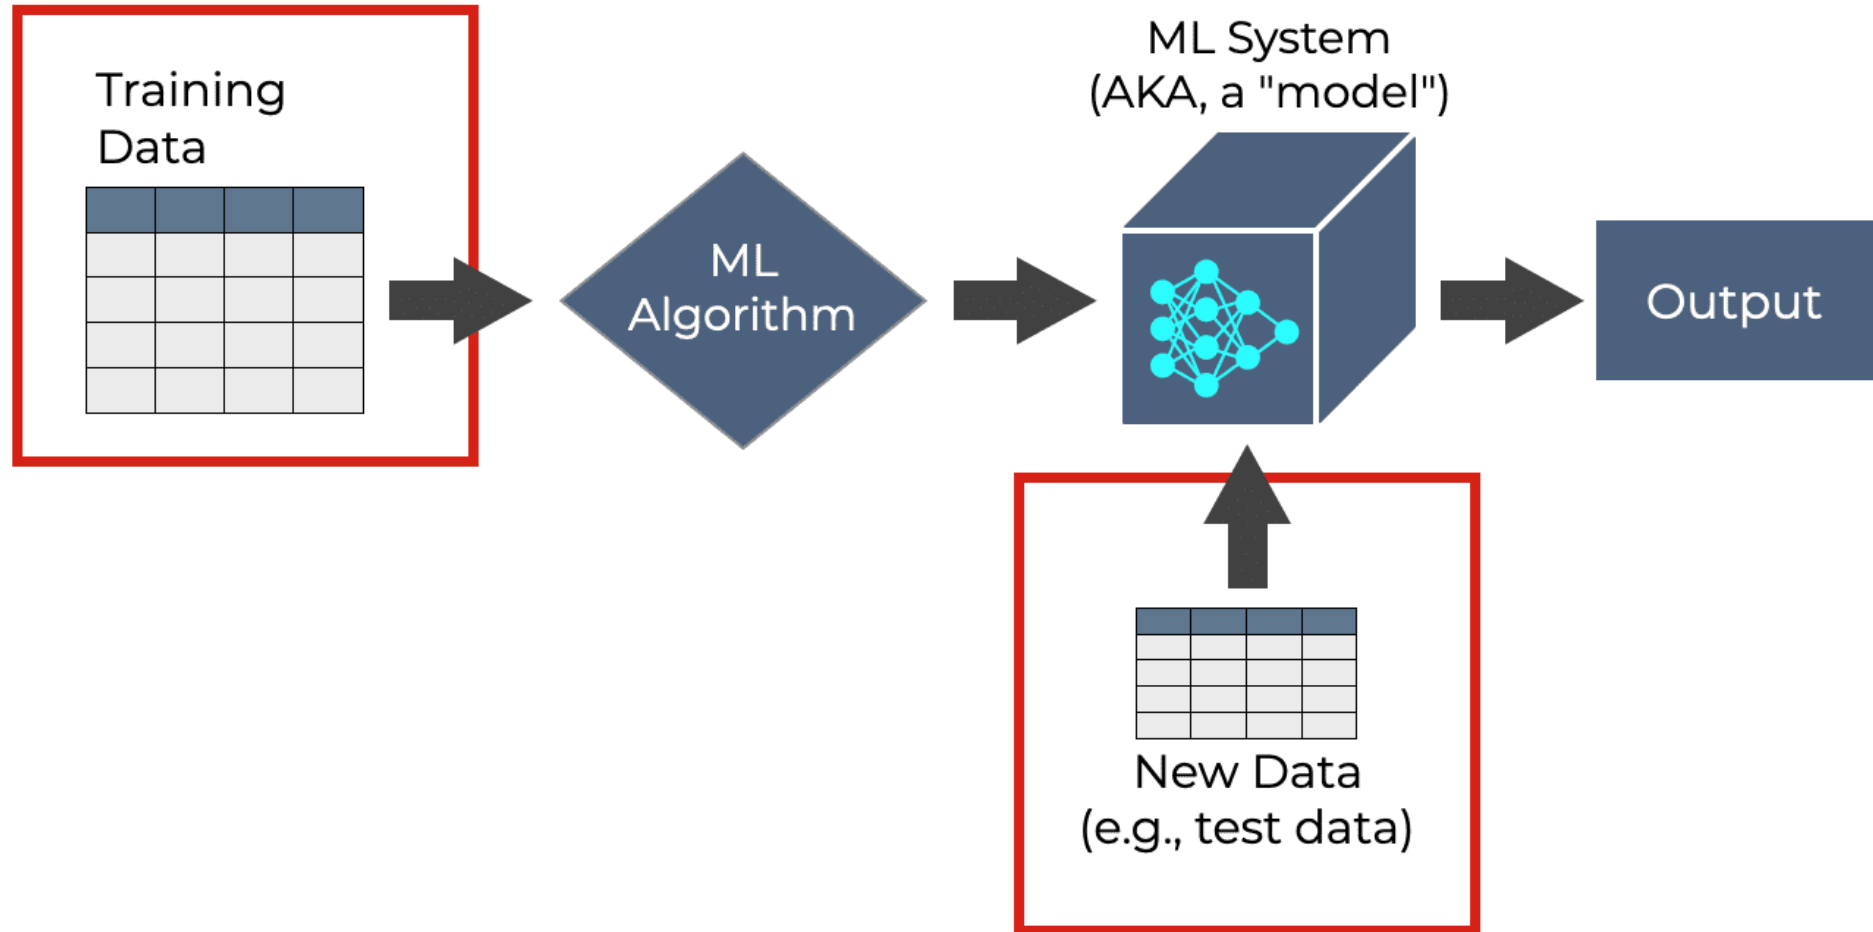 Training
Data
ML
Algorithm
ML System
(AKA, a "model")
Output
New Data
(e.g., test data)